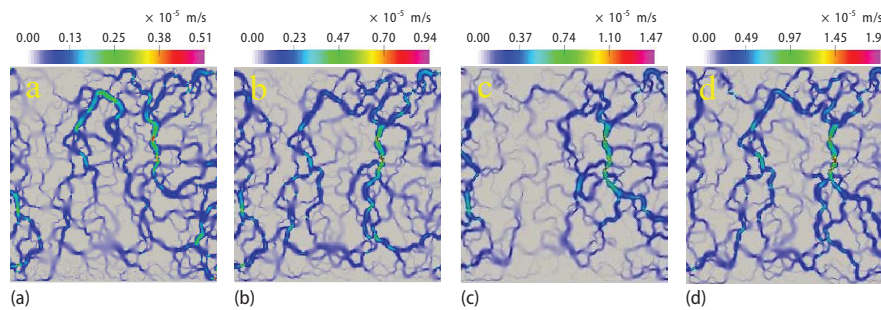 × 10-5 m/s
0.00 0.13 0.25 0.38 0.51
× 10-5 m/s
0.00 0.23 0.47 0.70 0.94
× 10-5 m/s
0.00 0.37 0.74 1.10 1.47
× 10-5 m/s
0.00 0.49 0.97 1.45 1.9
a
b
c
d
(a)
(b)
(c)
(d)